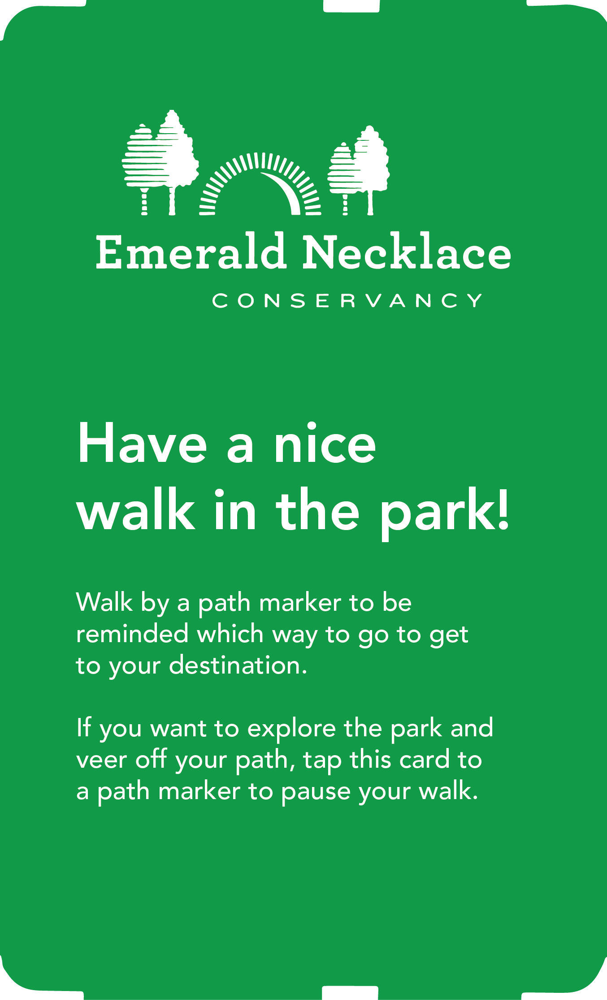 Emerald Necklace
CONSERVANCY
Have a nice
walk in the park!
Walk by a path marker to be
reminded which way to go to get
to your destination.
If you want to explore the park and
veer off your path, tap this card to
a path marker to pause your walk.